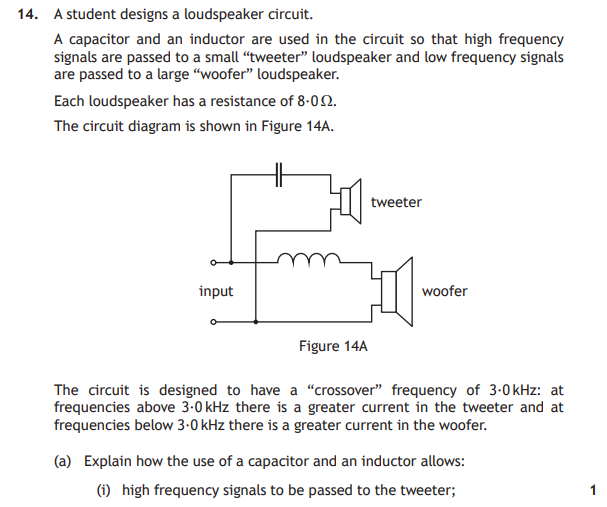 14. A student designs a loudspeaker circuit.
A capacitor and an inductor are used in the circuit so that high frequency
signals are passed to a small “tweeter” loudspeaker and low frequency signals
are passed to a large “woofer” loudspeaker.
Each loudspeaker has a resistance of 8·0 Ω.
The circuit diagram is shown in Figure 14A.
tweeter
input
woofer
Figure 14A
The circuit is designed to have a “crossover” frequency of 3·0 kHz: at
frequencies above 3·0 kHz there is a greater current in the tweeter and at
frequencies below 3·0 kHz there is a greater current in the woofer.
(a) Explain how the use of a capacitor and an inductor allows:
(i) high frequency signals to be passed to the tweeter; 1